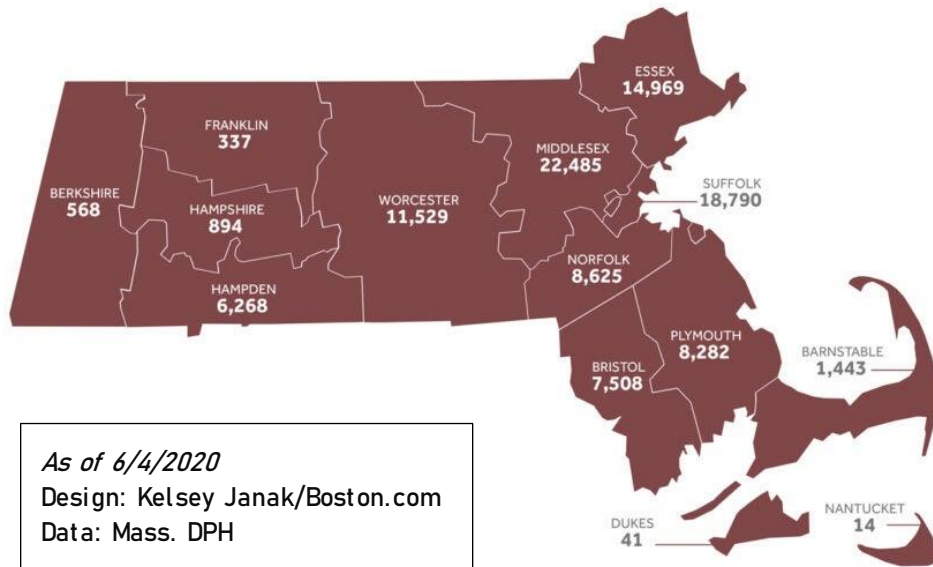 ESSEX
14,969
FRANKLIN
337
MIDDLESEX
22,485
SUFFOLK
18,790
BERKSHIRE
568
WORCESTER
11,529
HAMPSHIRE
894
NORFOLK
8,625
HAMPDEN
6,268
PLYMOUTH
8,282
BARNSTABLE
1,443
BRISTOL
7,508
As of 6/4/2020
Design: Kelsey Janak/Boston.com
Data: Mass. DPH
DUKES
41
NANTUCKET
14